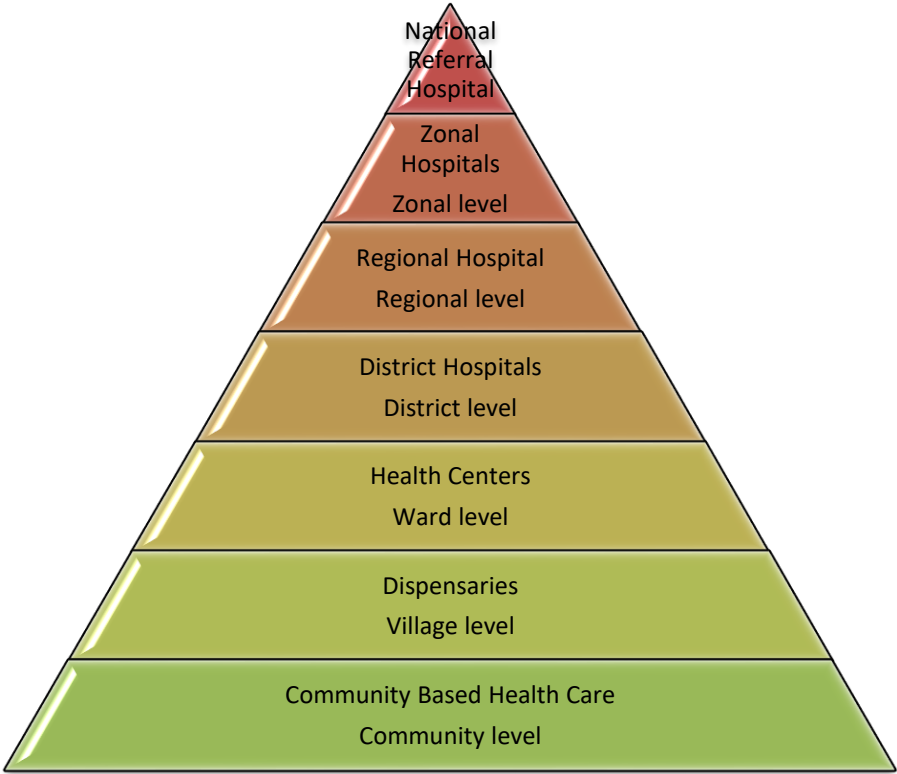 National
Referral
Hospital
Zonal
Hospitals
Zonal level
Regional Hospital
Regional level
District Hospitals
District level
Health Centers
Ward level
Dispensaries
Village level
Community Based Health Care
Community level